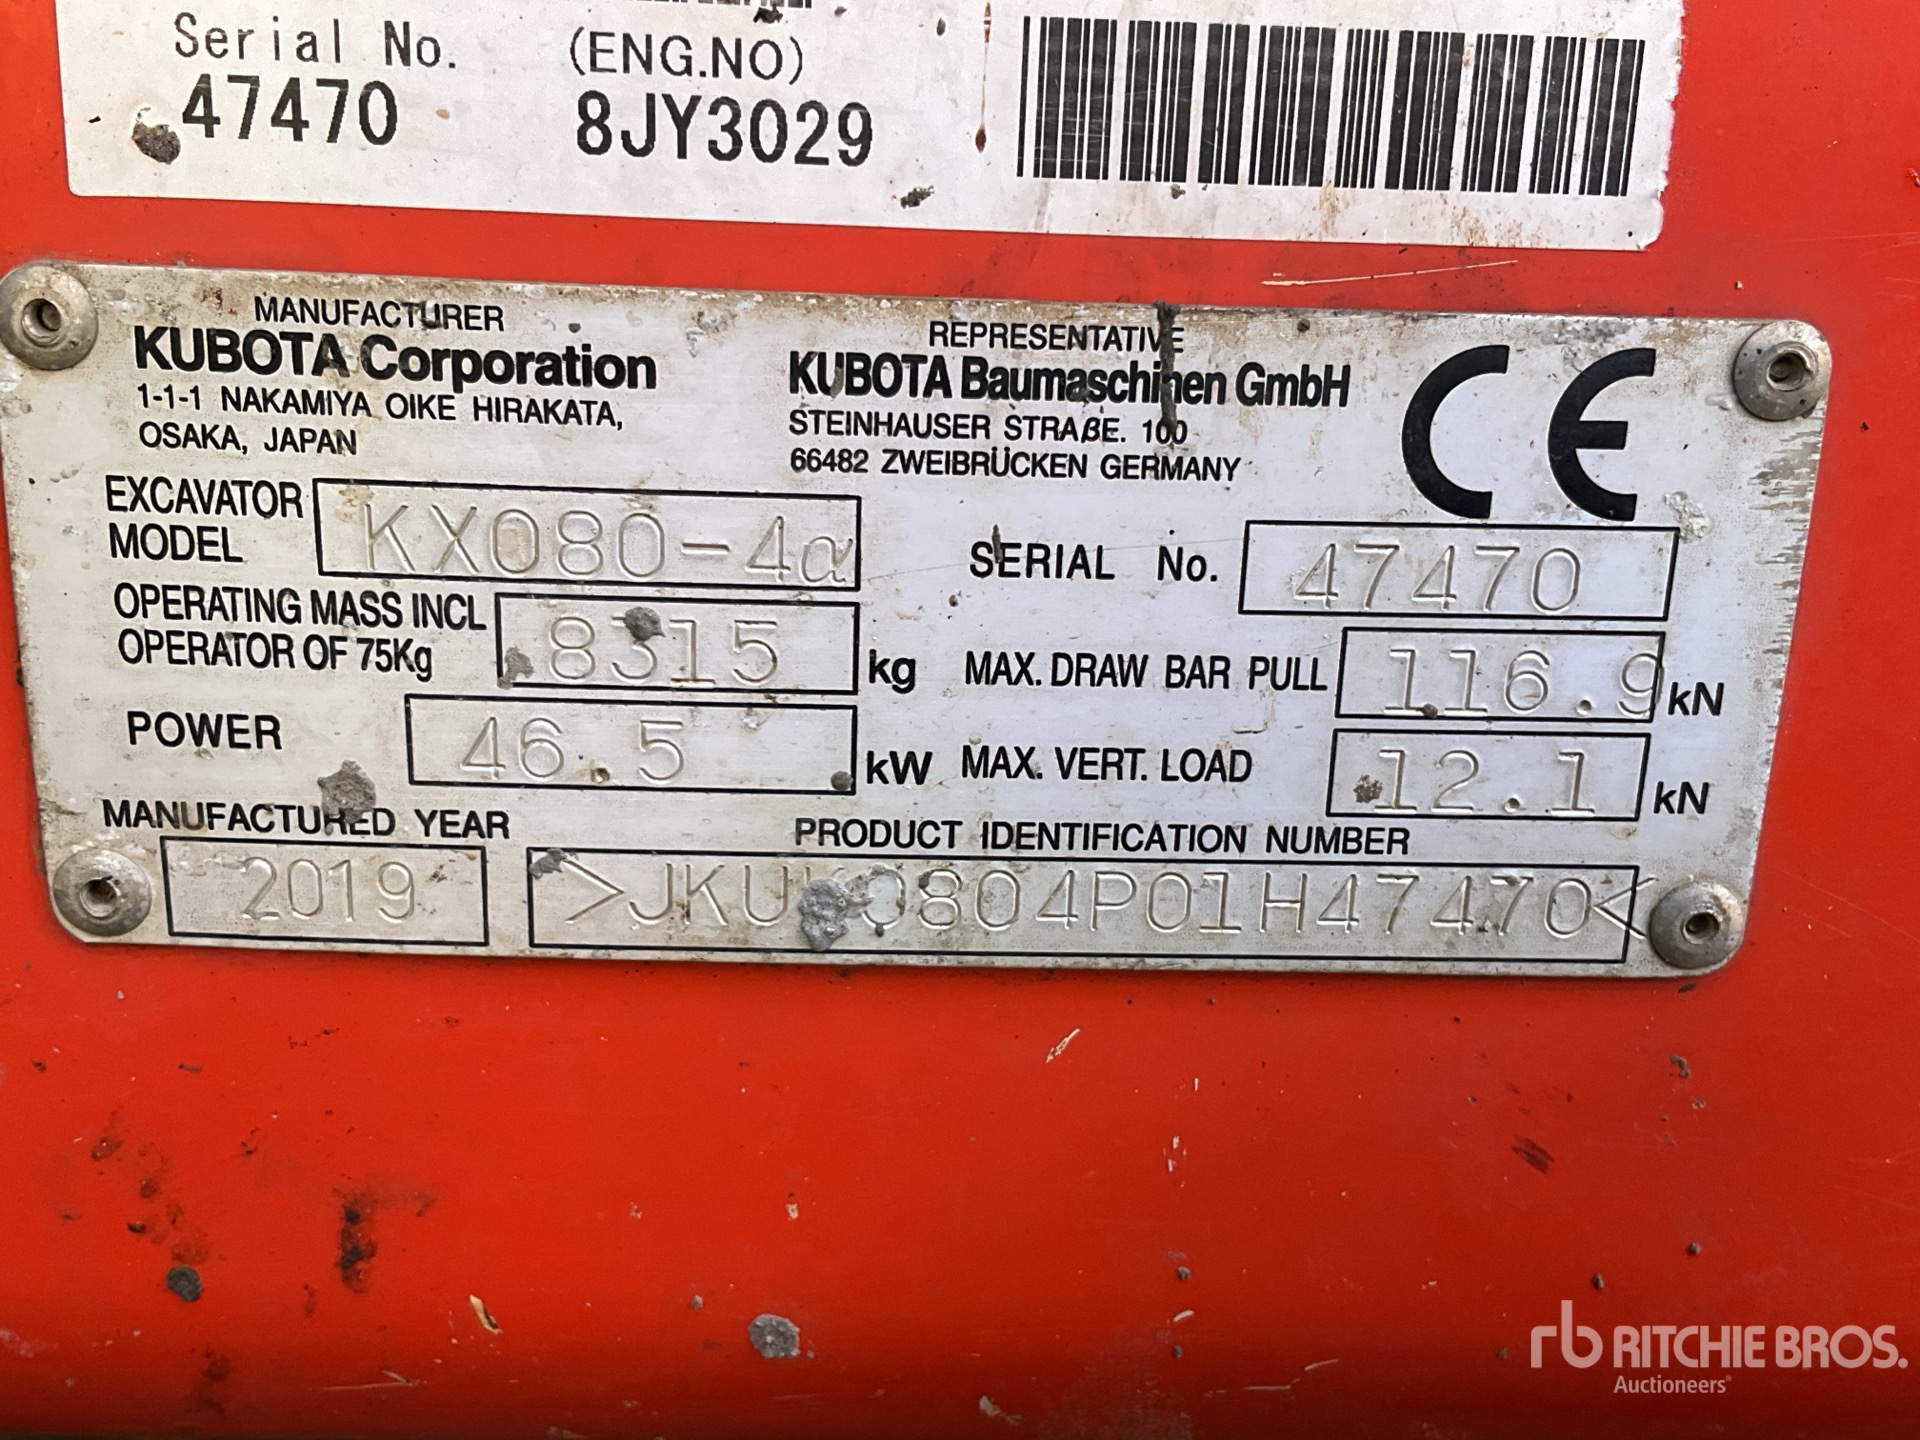 Serial No. (ENG.NO)
47470 8JY3029
MANUFACTURER
KUBOTA Corporation
1-1-1 NAKAMIYA OIKE HIRAKATA,
OSAKA, JAPAN
REPRESENTATIVE
KUBOTA Baumaschinen GmbH
STEINHAUSER STRAßE. 100
66482 ZWEIBRÜCKEN GERMANY
CE
EXCAVATOR
MODEL KX080-4α
SERIAL No. 47470
OPERATING MASS INCL
OPERATOR OF 75Kg 8315 kg
MAX. DRAW BAR PULL 116.9 kN
POWER 46.5 kW
MAX. VERT. LOAD 12.1 kN
MANUFACTURED YEAR
2019
PRODUCT IDENTIFICATION NUMBER
rb RITCHIE BROS.
Auctioneers